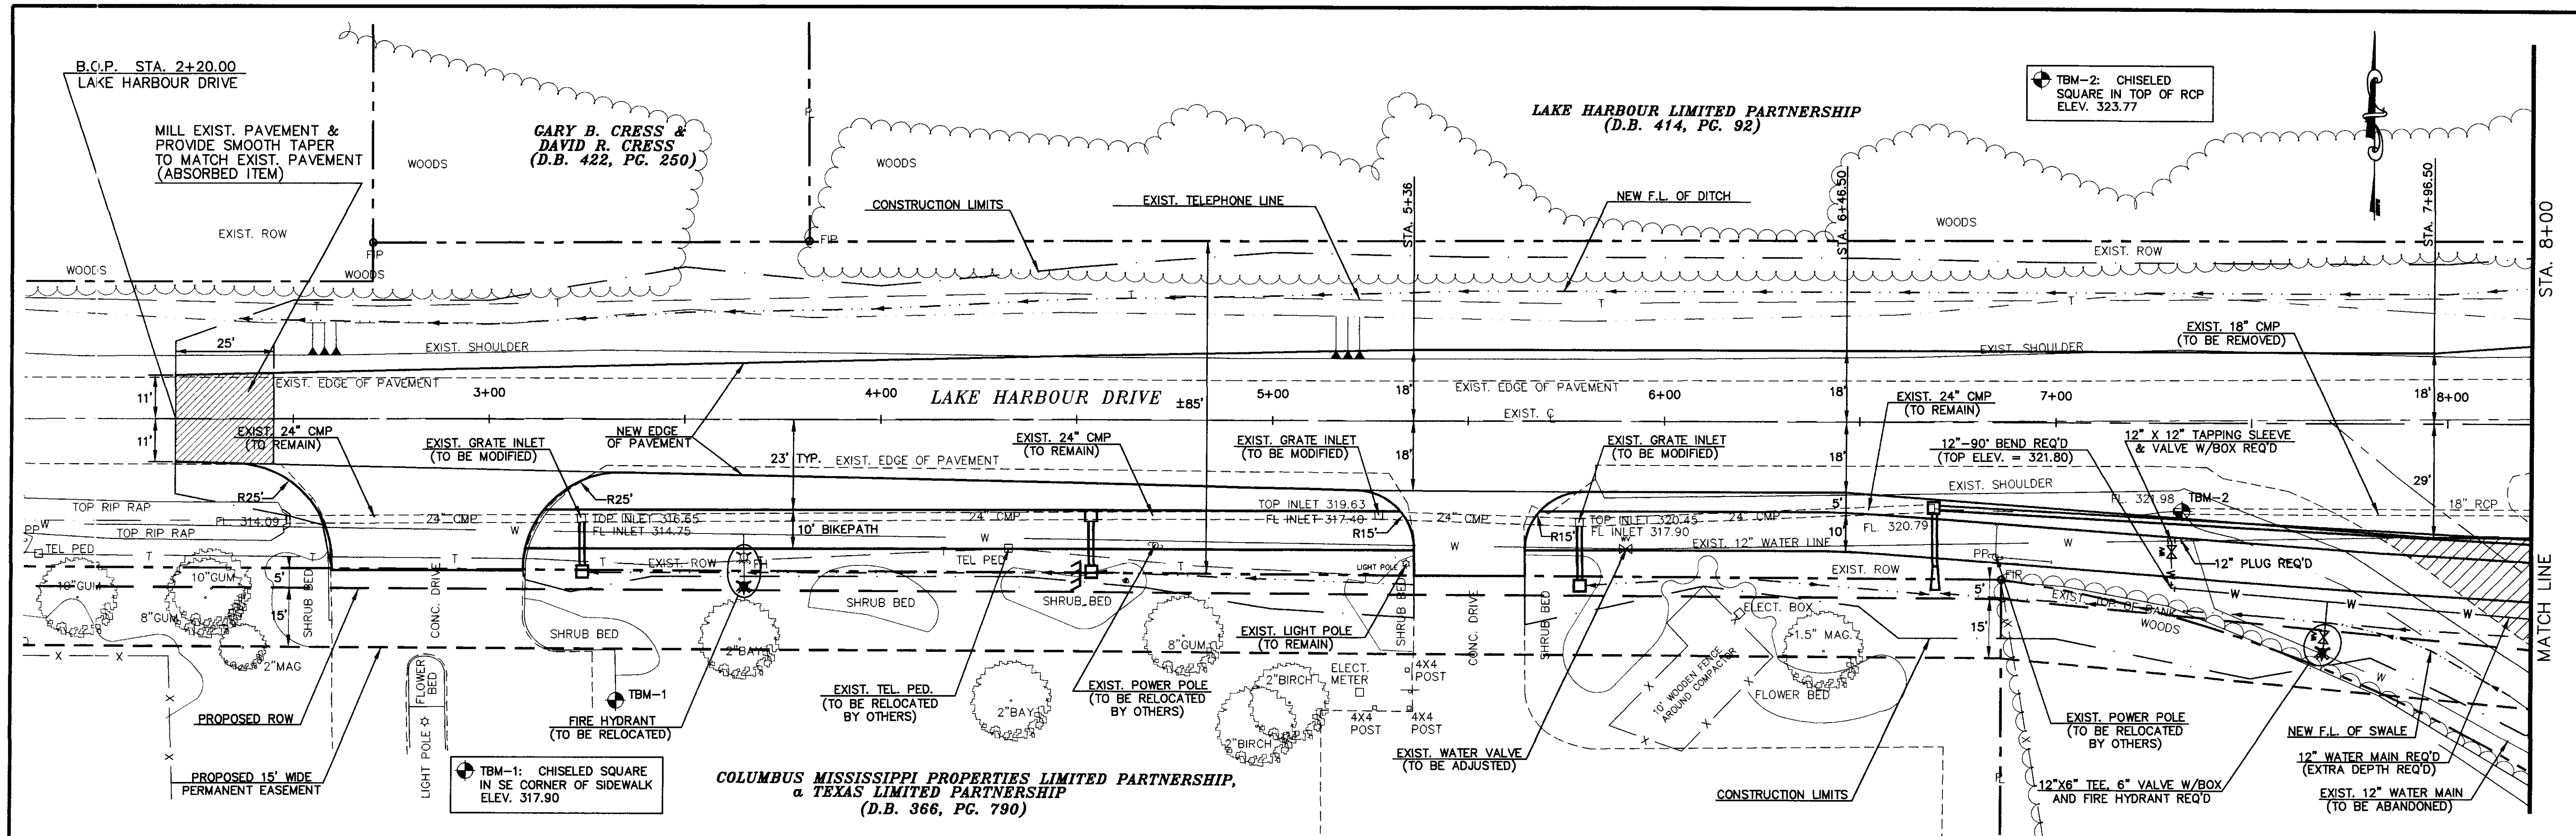 B.O.P. STA. 2+20.00
LAKE HARBOUR DRIVE
MILL EXIST. PAVEMENT &
PROVIDE SMOOTH TAPER
TO MATCH EXIST. PAVEMENT
(ABSORBED ITEM)
GARY B. CRESS &
DAVID R. CRESS
(D.B. 422, PG. 250)
WOODS
WOODS
LAKE HARBOUR LIMITED PARTNERSHIP
(D.B. 414, PG. 92)
TBM-2: CHISELED
SQUARE IN TOP OF RCP
ELEV. 323.77
CONSTRUCTION LIMITS
EXIST. TELEPHONE LINE
NEW F.L. OF DITCH
STA. 5+36
STA. 6+46.50
STA. 7+96.50
STA. 8+00
WOODS
EXIST. ROW
EXIST. ROW
FIP
FIP
WOODS
WOODS
T
T
T
T
25'
EXIST. SHOULDER
EXIST. SHOULDER
EXIST. 18" CMP
(TO BE REMOVED)
EXIST. EDGE OF PAVEMENT
EXIST. EDGE OF PAVEMENT
11'
11'
3+00
4+00
LAKE HARBOUR DRIVE
±85'
5+00
6+00
7+00
8+00
18'
18'
18'
18'
18'
29'
EXIST. ℄
EXIST. 24" CMP
(TO REMAIN)
EXIST. GRATE INLET
(TO BE MODIFIED)
NEW EDGE
OF PAVEMENT
23' TYP.
EXIST. EDGE OF PAVEMENT
EXIST. 24" CMP
(TO REMAIN)
EXIST. GRATE INLET
(TO BE MODIFIED)
EXIST. GRATE INLET
(TO BE MODIFIED)
EXIST. 24" CMP
(TO REMAIN)
12"-90° BEND REQ'D
(TOP ELEV. = 321.80)
12" X 12" TAPPING SLEEVE
& VALVE W/BOX REQ'D
EXIST. SHOULDER
FL. 321.98
TBM-2
18" RCP
R25'
R25'
TOP RIP RAP
TOP RIP RAP
FL. 314.09
24" CMP
TOP INLET 316.65
FL INLET 314.75
10' BIKEPATH
24" CMP
TOP INLET 319.63
FL INLET 317.40
R15'
24" CMP
R15'
TOP INLET 320.45
FL INLET 317.90
24" CMP
5'
10'
FL. 320.79
EXIST. 12" WATER LINE
PP
TEL PED
EXIST. ROW
FH
TEL PED
LIGHT POLE
EXIST. ROW
PP
FIR
12" PLUG REQ'D
10"GUM
10"GUM
8"GUM
2"MAG
5'
15'
SHRUB BED
CONC. DRIVE
SHRUB BED
2"BAY
SHRUB BED
SHRUB BED
8"GUM
2"BAY
2"BIRCH
2"BIRCH
SHRUB BED
CONC. DRIVE
SHRUB BED
EXIST. LIGHT POLE
(TO REMAIN)
ELECT.
METER
4X4
POST
4X4
POST
4X4
POST
ELECT. BOX
1.5" MAG.
10' WOODEN FENCE
AROUND COMPACTOR
FLOWER BED
5'
15'
EXIST. TOP OF BANK
WOODS
FLOWER
BED
LIGHT POLE
TBM-1
PROPOSED ROW
PROPOSED 15' WIDE
PERMANENT EASEMENT
FIRE HYDRANT
(TO BE RELOCATED)
EXIST. TEL. PED.
(TO BE RELOCATED
BY OTHERS)
EXIST. POWER POLE
(TO BE RELOCATED
BY OTHERS)
EXIST. WATER VALVE
(TO BE ADJUSTED)
CONSTRUCTION LIMITS
EXIST. POWER POLE
(TO BE RELOCATED
BY OTHERS)
12"X6" TEE, 6" VALVE W/BOX
AND FIRE HYDRANT REQ'D
NEW F.L. OF SWALE
12" WATER MAIN REQ'D
(EXTRA DEPTH REQ'D)
EXIST. 12" WATER MAIN
(TO BE ABANDONED)
TBM-1: CHISELED SQUARE
IN SE CORNER OF SIDEWALK
ELEV. 317.90
COLUMBUS MISSISSIPPI PROPERTIES LIMITED PARTNERSHIP,
a TEXAS LIMITED PARTNERSHIP
(D.B. 366, PG. 790)
MATCH LINE